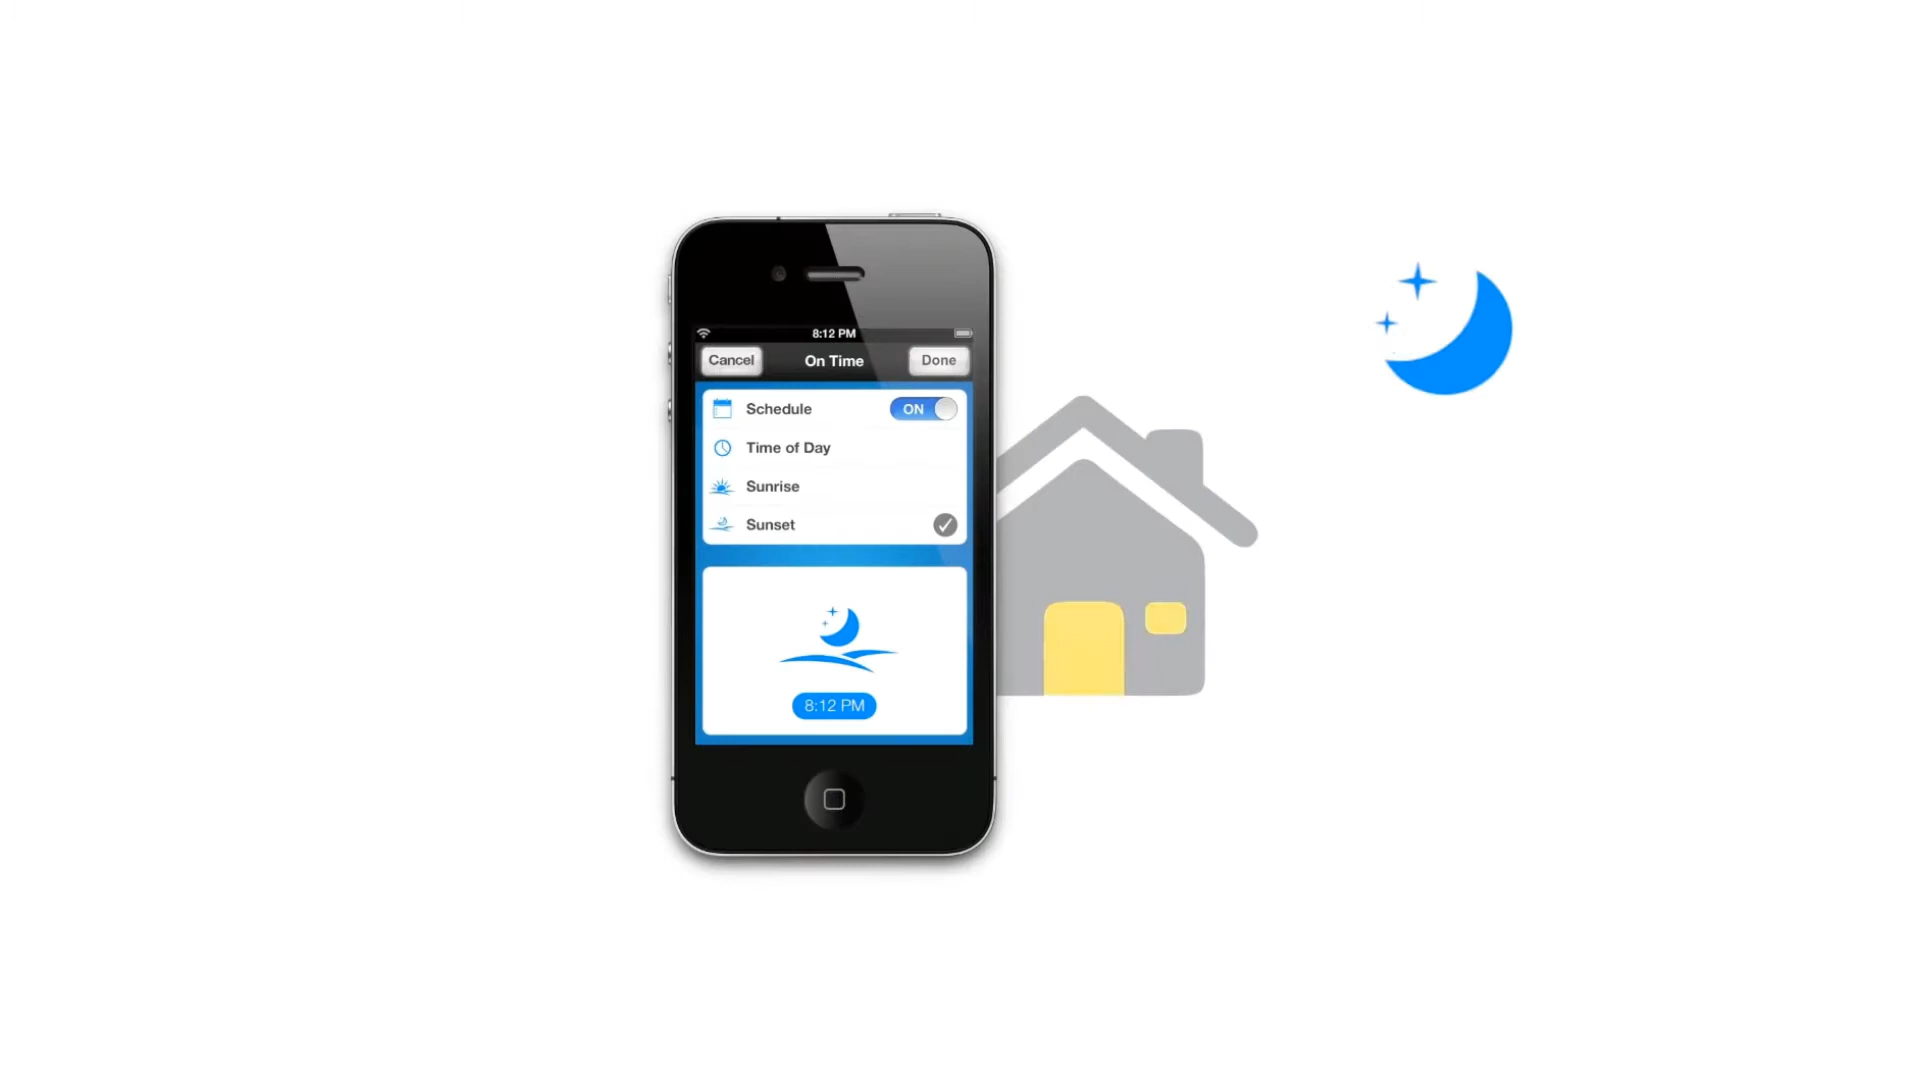 8:12 PM
Cancel On Time Done
Schedule ON
Time of Day
Sunrise
Sunset
8:12 PM